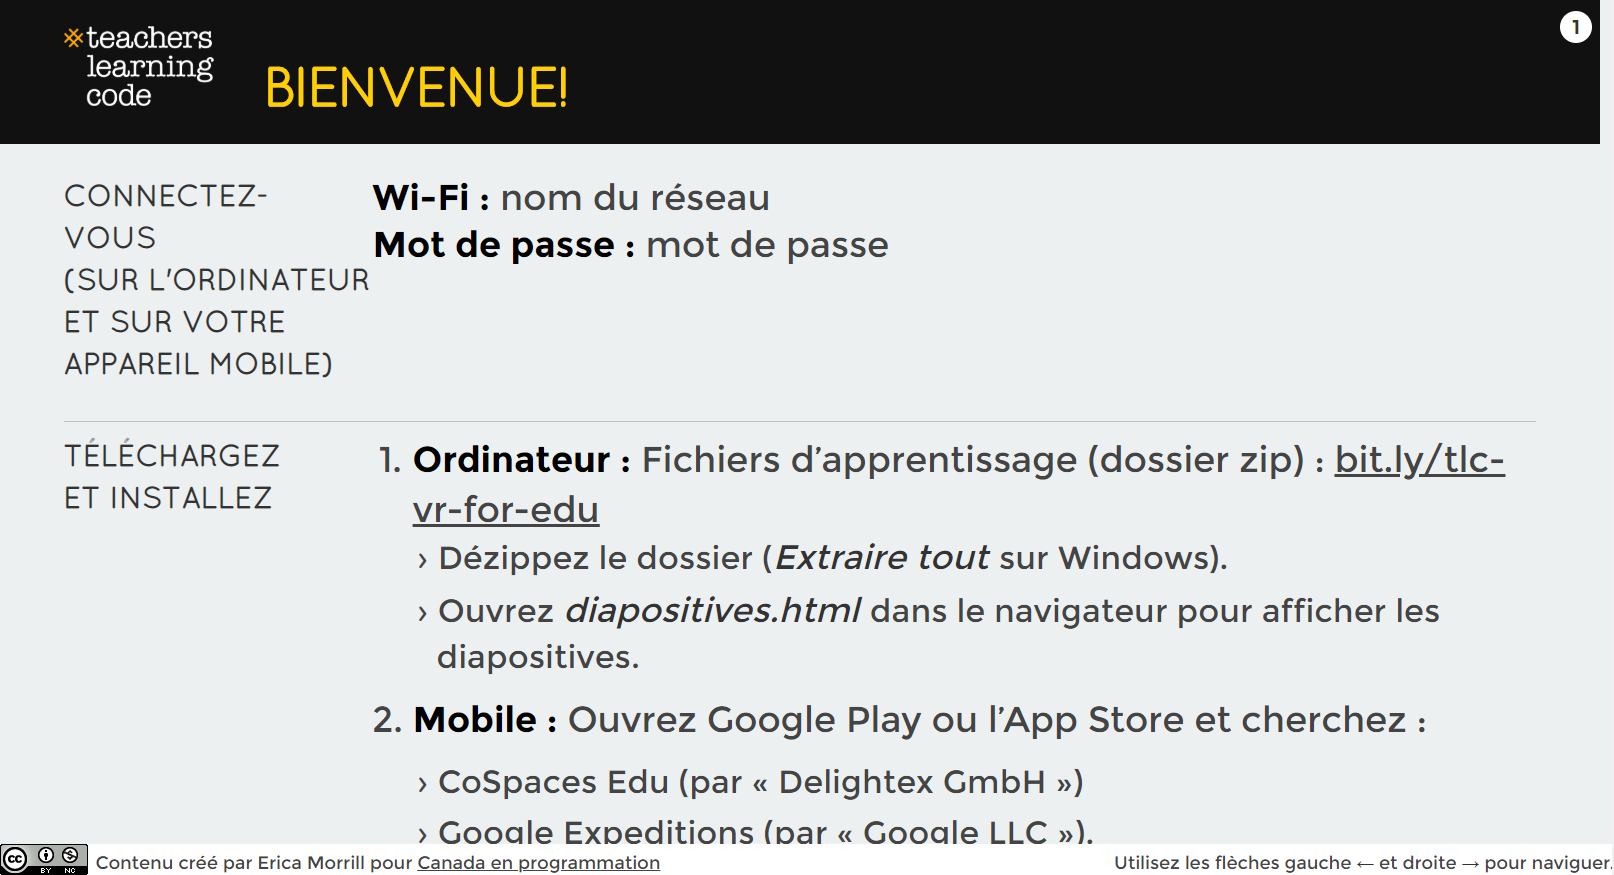 teachers
learning
code
BIENVENUE!
1
CONNECTEZ-
VOUS
(SUR L'ORDINATEUR
ET SUR VOTRE
APPAREIL MOBILE)
Wi-Fi : nom du réseau
Mot de passe : mot de passe
TÉLÉCHARGEZ
ET INSTALLEZ
1. Ordinateur : Fichiers d’apprentissage (dossier zip) : bit.ly/tlc-
vr-for-edu
› Dézippez le dossier (Extraire tout sur Windows).
› Ouvrez diapositives.html dans le navigateur pour afficher les
diapositives.
2. Mobile : Ouvrez Google Play ou l’App Store et cherchez :
› CoSpaces Edu (par « Delightex GmbH »)
› Google Expeditions (par « Google LLC »).
cc BY NC
Contenu créé par Erica Morrill pour Canada en programmation
Utilisez les flèches gauche ← et droite → pour naviguer.